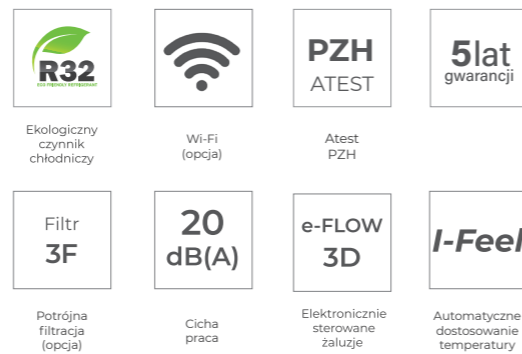 R32
ECO-FRIENDLY REFRIGERANT
Ekologiczny
czynnik
chłodniczy
Wi-Fi
(opcja)
PZH
ATEST
Atest
PZH
5lat
gwarancji
Filtr
3F
Potrójna
filtracja
(opcja)
20
dB(A)
Cicha
praca
e-FLOW
3D
Elektronicznie
sterowane
żaluzje
I-Feel
Automatyczne
dostosowanie
temperatury